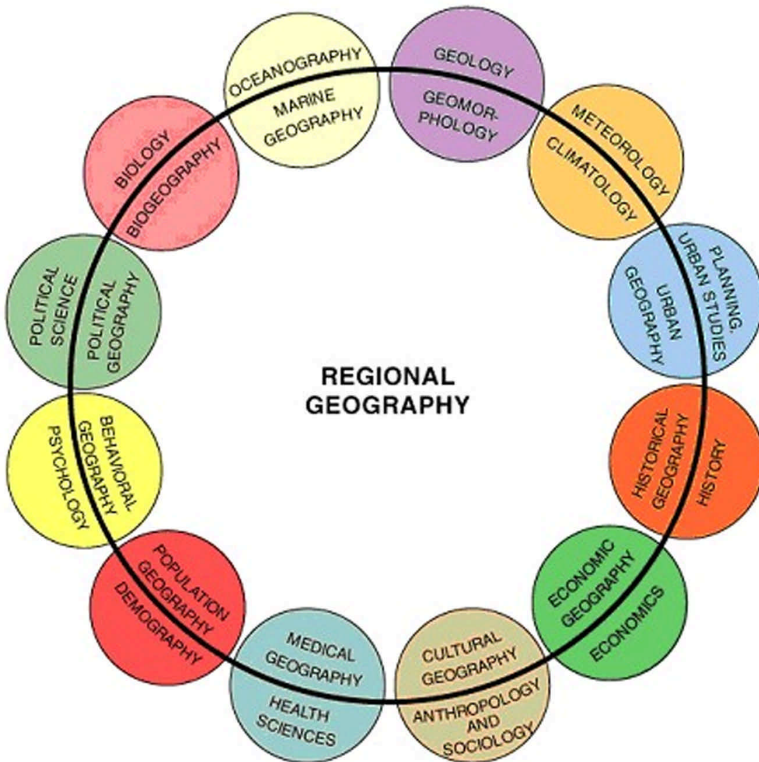 OCEANOGRAPHY
MARINE
GEOGRAPHY
GEOLOGY
GEOMOR-
PHOLOGY
METEOROLOGY
CLIMATOLOGY
PLANNING,
URBAN STUDIES
URBAN
GEOGRAPHY
HISTORICAL
GEOGRAPHY
HISTORY
ECONOMIC
GEOGRAPHY
ECONOMICS
CULTURAL
GEOGRAPHY
ANTHROPOLOGY
AND
SOCIOLOGY
MEDICAL
GEOGRAPHY
HEALTH
SCIENCES
POPULATION
GEOGRAPHY
DEMOGRAPHY
BEHAVIORAL
GEOGRAPHY
PSYCHOLOGY
POLITICAL
SCIENCE
POLITICAL
GEOGRAPHY
BIOLOGY
BIOGEOGRAPHY
REGIONAL
GEOGRAPHY